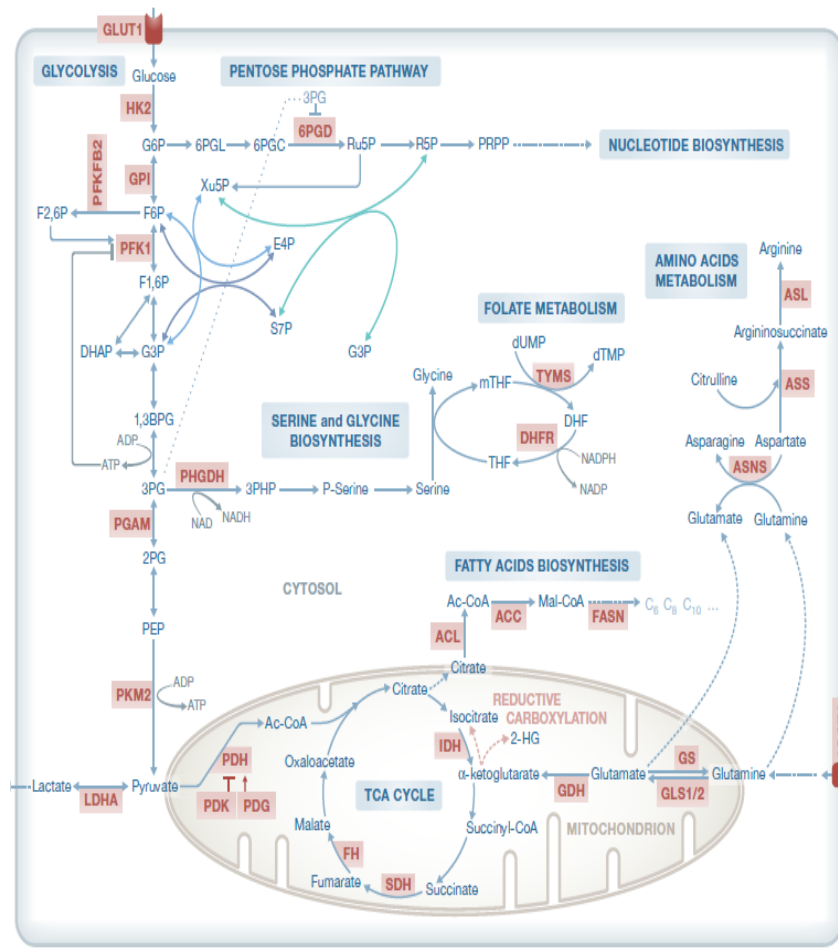 GLUT1
GLYCOLYSIS
Glucose
PENTOSE PHOSPHATE PATHWAY
3PG
HK2
6PGD
G6P
6PGL
6PGC
Ru5P
R5P
PRPP
NUCLEOTIDE BIOSYNTHESIS
PFKFB2
GPI
Xu5P
F2,6P
F6P
PFK1
E4P
F1,6P
S7P
DHAP
G3P
G3P
AMINO ACIDS
METABOLISM
Arginine
ASL
Argininosuccinate
Citrulline
ASS
Asparagine
Aspartate
ASNS
Glutamate
Glutamine
FOLATE METABOLISM
dUMP
dTMP
TYMS
mTHF
Glycine
DHF
DHFR
THF
NADPH
NADP
1,3BPG
ADP
ATP
SERINE and GLYCINE
BIOSYNTHESIS
3PG
PHGDH
3PHP
P-Serine
Serine
NAD
NADH
PGAM
2PG
CYTOSOL
PEP
FATTY ACIDS BIOSYNTHESIS
Ac-CoA
ACC
Mal-CoA
FASN
C6 C8 C10 ...
ACL
Citrate
PKM2
ADP
ATP
Citrate
Ac-CoA
Isocitrate
REDUCTIVE
CARBOXYLATION
2-HG
IDH
Oxaloacetate
PDH
Lactate
LDHA
Pyruvate
PDK
PDG
TCA CYCLE
α-ketoglutarate
GDH
Glutamate
GS
GLS1/2
Glutamine
Malate
Succinyl-CoA
MITOCHONDRION
FH
Fumarate
SDH
Succinate